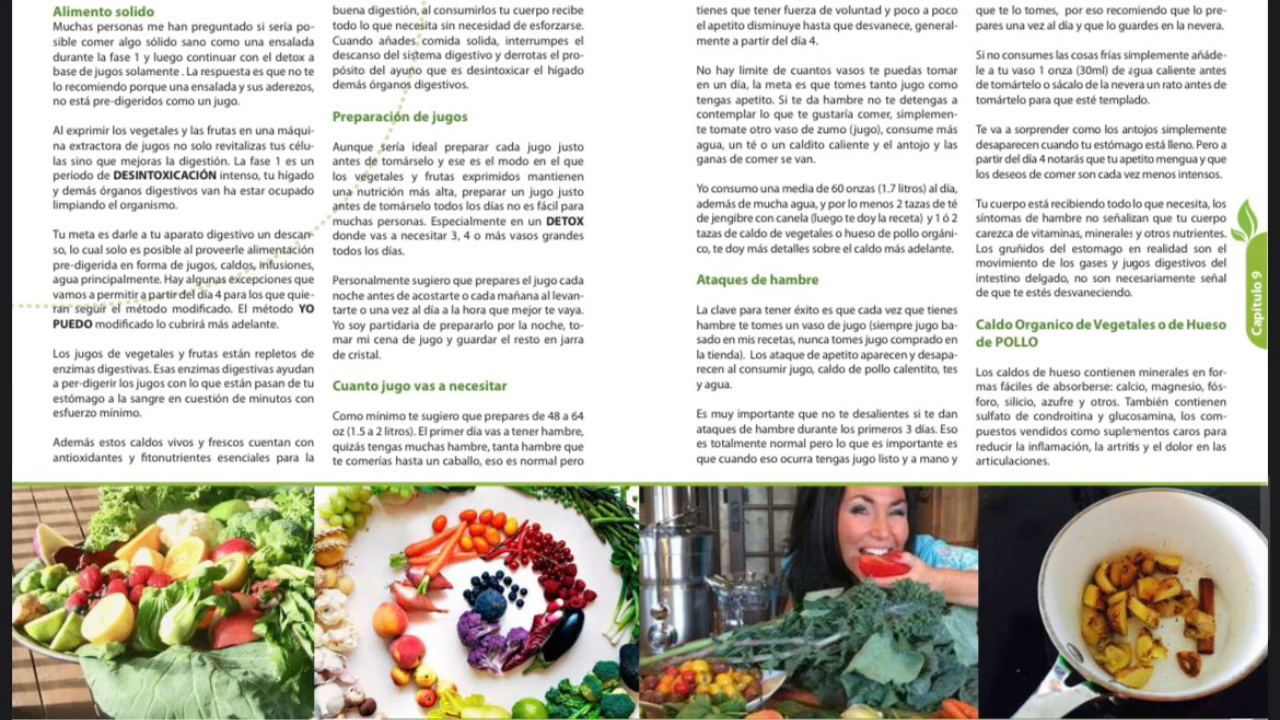 Alimento solido
Muchas personas me han preguntado si sería po-
sible comer algo sólido sano como una ensalada
durante la fase 1 y luego continuar con el detox a
base de jugos solamente . La respuesta es que no te
lo recomiendo porque una ensalada y sus aderezos,
no está pre-digeridos como un jugo.
Al exprimir los vegetales y las frutas en una máqui-
na extractora de jugos no solo revitalizas tus célu-
las sino que mejoras la digestión. La fase 1 es un
periodo de DESINTOXICACIÓN intenso, tu hígado
y demás órganos digestivos van ha estar ocupado
limpiando el organismo.
Tu meta es darle a tu aparato digestivo un descan-
so, lo cual solo es posible al proveerle alimentación
pre-digerida en forma de jugos, caldos, infusiones,
agua principalmente. Hay algunas excepciones que
vamos a permitir a partir del día 4 para los que quie-
ran seguir el método modificado. El método YO
PUEDO modificado lo cubrirá más adelante.
Los jugos de vegetales y frutas están repletos de
enzimas digestivas. Esas enzimas digestivas ayudan
a per-digerir los jugos con lo que están pasan de tu
estómago a la sangre en cuestión de minutos con
esfuerzo mínimo.
Además estos caldos vivos y frescos cuentan con
antioxidantes y fitonutrientes esenciales para la
buena digestión, al consumirlos tu cuerpo recibe
todo lo que necesita sin necesidad de esforzarse.
Cuando añades comida solida, interrumpes el
descanso del sistema digestivo y derrotas el pro-
pósito del ayuno que es desintoxicar el hígado
demás órganos digestivos.
Preparación de jugos
Aunque sería ideal preparar cada jugo justo
antes de tomárselo y ese es el modo en el que
los vegetales y frutas exprimidos mantienen
una nutrición más alta, preparar un jugo justo
antes de tomárselo todos los días no es fácil para
muchas personas. Especialmente en un DETOX
donde vas a necesitar 3, 4 o más vasos grandes
todos los días.
Personalmente sugiero que prepares el jugo cada
noche antes de acostarte o cada mañana al levan-
tarte o una vez al día a la hora que mejor te vaya.
Yo soy partidaria de prepararlo por la noche, to-
mar mi cena de jugo y guardar el resto en jarra
de cristal.
Cuanto jugo vas a necesitar
Como mínimo te sugiero que prepares de 48 a 64
oz (1.5 a 2 litros). El primer día vas a tener hambre,
quizás tengas muchas hambre, tanta hambre que
te comerías hasta un caballo, eso es normal pero
tienes que tener fuerza de voluntad y poco a poco
el apetito disminuye hasta que desvanece, general-
mente a partir del día 4.
No hay limite de cuantos vasos te puedas tomar
en un día, la meta es que tomes tanto jugo como
tengas apetito. Si te da hambre no te detengas a
contemplar lo que te gustaría comer, simplemen-
te tomate otro vaso de zumo (jugo), consume más
agua, un té o un caldito caliente y el antojo y las
ganas de comer se van.
Yo consumo una media de 60 onzas (1.7 litros) al día,
además de mucha agua, y por lo menos 2 tazas de té
de jengibre con canela (luego te doy la receta) y 1 ó 2
tazas de caldo de vegetales o hueso de pollo orgáni-
co, te doy más detalles sobre el caldo más adelante.
Ataques de hambre
La clave para tener éxito es que cada vez que tienes
hambre te tomes un vaso de jugo (siempre jugo ba-
sado en mis recetas, nunca tomes jugo comprado en
la tienda). Los ataque de apetito aparecen y desapa-
recen al consumir jugo, caldo de pollo calentito, tes
y agua.
Es muy importante que no te desalientes si te dan
ataques de hambre durante los primeros 3 días. Eso
es totalmente normal pero lo que es importante es
que cuando eso ocurra tengas jugo listo y a mano y
que te lo tomes, por eso recomiendo que lo pre-
pares una vez al día y que lo guardes en la nevera.
Si no consumes las cosas frías simplemente añáde-
le a tu vaso 1 onza (30ml) de agua caliente antes
de tomártelo o sácalo de la nevera un rato antes de
tomártelo para que esté templado.
Te va a sorprender como los antojos simplemente
desaparecen cuando tu estómago está lleno. Pero a
partir del día 4 notarás que tu apetito mengua y que
los deseos de comer son cada vez menos intensos.
Tu cuerpo está recibiendo todo lo que necesita, los
síntomas de hambre no señalizan que tu cuerpo
carezca de vitaminas, minerales y otros nutrientes.
Los gruñidos del estomago en realidad son el
movimiento de los gases y jugos digestivos del
intestino delgado, no son necesariamente señal
de que te estés desvaneciendo.
Caldo Organico de Vegetales o de Hueso
de POLLO
Los caldos de hueso contienen minerales en for-
mas fáciles de absorberse: calcio, magnesio, fós-
foro, silicio, azufre y otros. También contienen
sulfato de condroitina y glucosamina, los com-
puestos vendidos como suplementos caros para
reducir la inflamación, la artritis y el dolor en las
articulaciones.
Capítulo 9